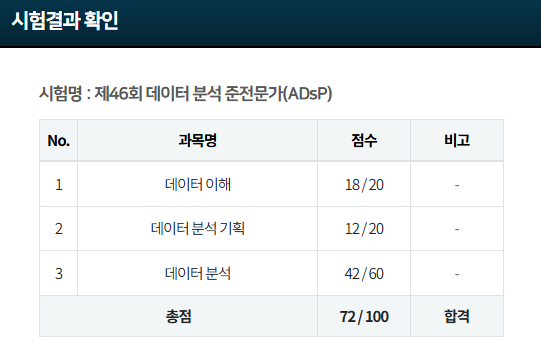 시험결과 확인
시험명 : 제46회 데이터 분석 준전문가(ADsP)
No. 과목명 점수 비고
1 데이터 이해 18 / 20 -
2 데이터 분석 기획 12 / 20 -
3 데이터 분석 42 / 60 -
총점 72 / 100 합격